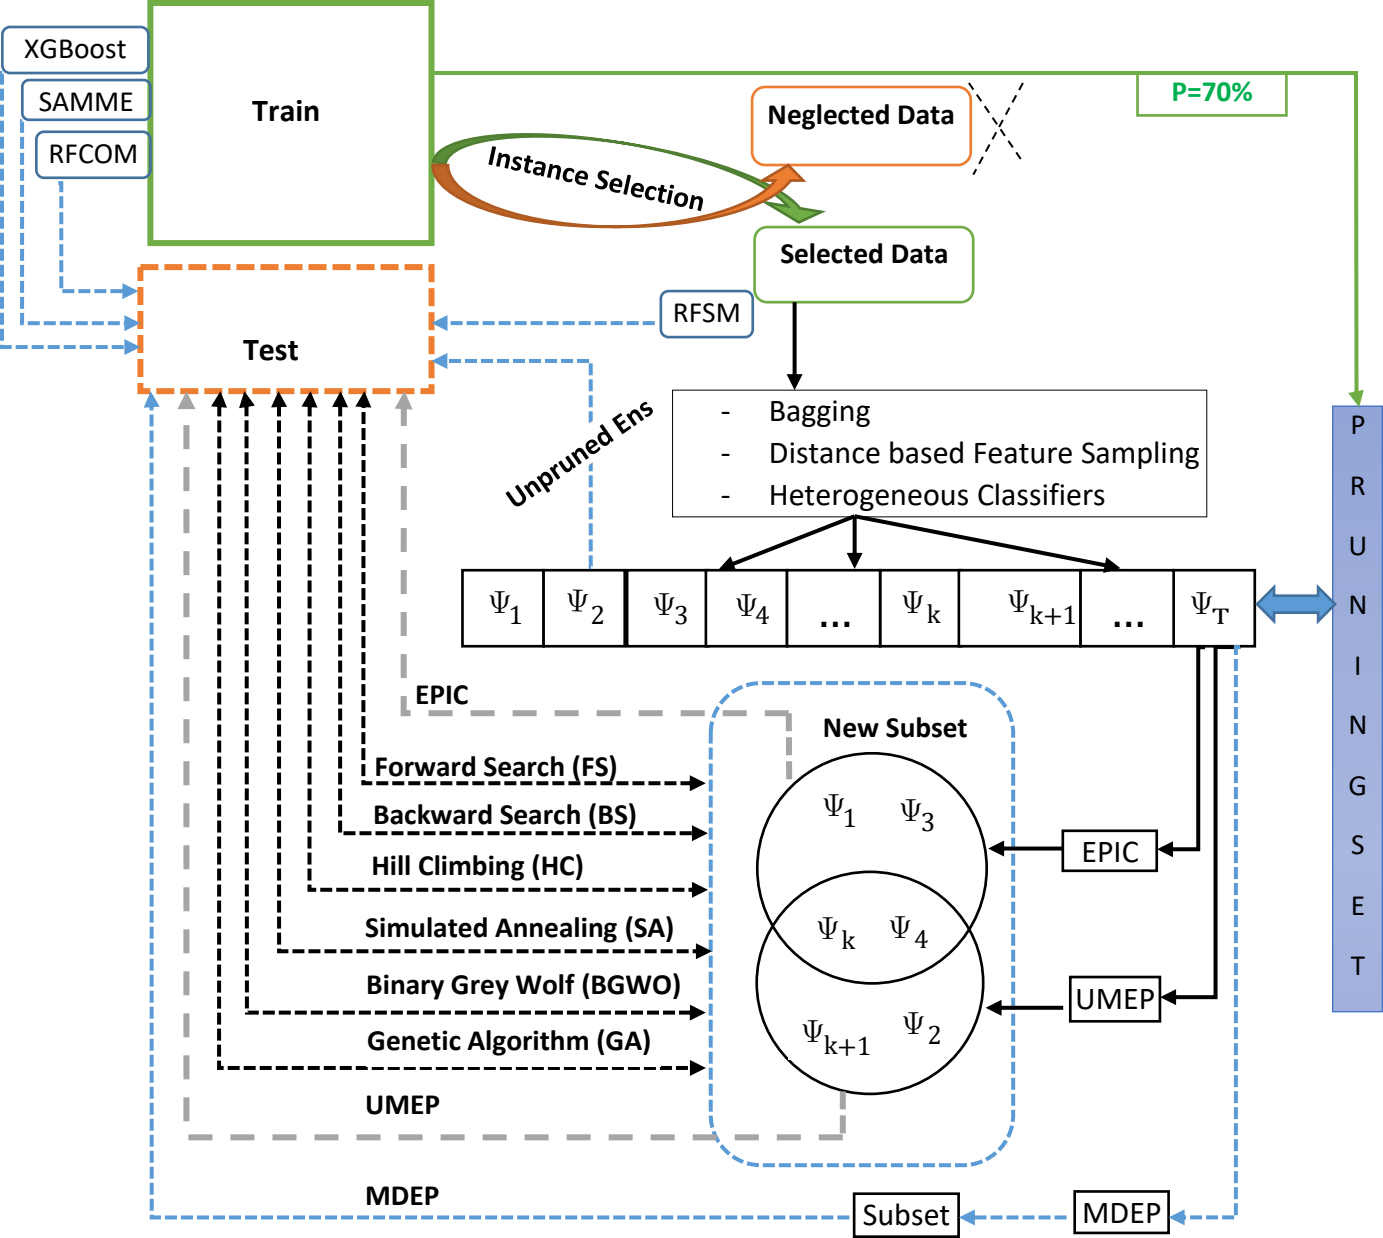 XGBoost
SAMME
RFCOM
Train
Instance Selection
Neglected Data
P=70%
Selected Data
RFSM
Test
Unpruned Ens
- Bagging
- Distance based Feature Sampling
- Heterogeneous Classifiers
Ψ1 Ψ2 Ψ3 Ψ4 ... Ψk Ψk+1 ... ΨT
PRUNINGSET
EPIC
New Subset
Forward Search (FS)
Backward Search (BS)
Hill Climbing (HC)
Simulated Annealing (SA)
Binary Grey Wolf (BGWO)
Genetic Algorithm (GA)
UMEP
MDEP
Ψ1 Ψ3
Ψk Ψ4
Ψk+1 Ψ2
EPIC
UMEP
Subset
MDEP